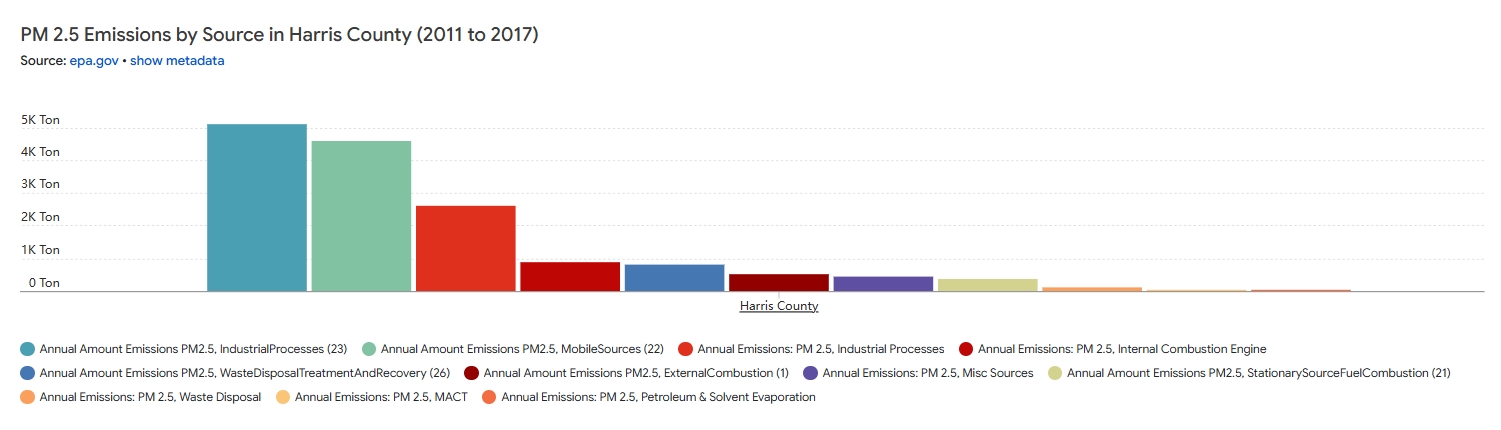 PM 2.5 Emissions by Source in Harris County (2011 to 2017)
Source: epa.gov • show metadata
5K Ton
4K Ton
3K Ton
2K Ton
1K Ton
0 Ton
Harris County
Annual Amount Emissions PM2.5, IndustrialProcesses (23) Annual Amount Emissions PM2.5, MobileSources (22) Annual Emissions: PM 2.5, Industrial Processes Annual Emissions: PM 2.5, Internal Combustion Engine
Annual Amount Emissions PM2.5, WasteDisposalTreatmentAndRecovery (26) Annual Amount Emissions PM2.5, ExternalCombustion (1) Annual Emissions: PM 2.5, Misc Sources Annual Amount Emissions PM2.5, StationarySourceFuelCombustion (21)
Annual Emissions: PM 2.5, Waste Disposal Annual Emissions: PM 2.5, MACT Annual Emissions: PM 2.5, Petroleum & Solvent Evaporation